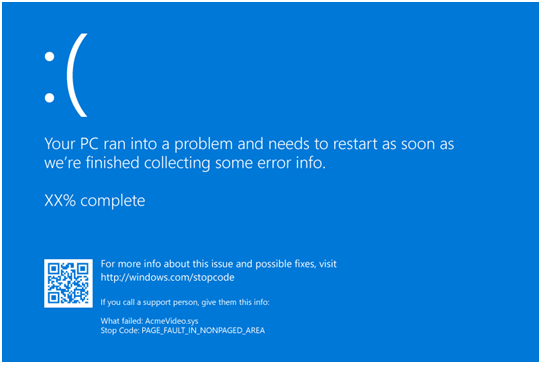 :(
Your PC ran into a problem and needs to restart as soon as
we're finished collecting some error info.
XX% complete
For more info about this issue and possible fixes, visit
http://windows.com/stopcode
If you call a support person, give them this info:
What failed: AcmeVideo.sys
Stop Code: PAGE_FAULT_IN_NONPAGED_AREA